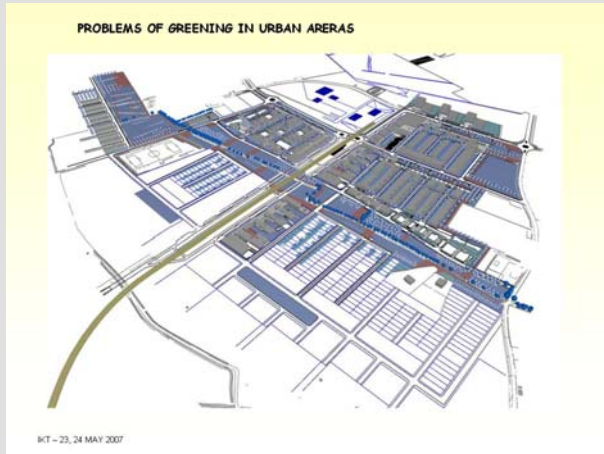 PROBLEMS OF GREENING IN URBAN ARERAS
IKT – 23, 24 MAY 2007